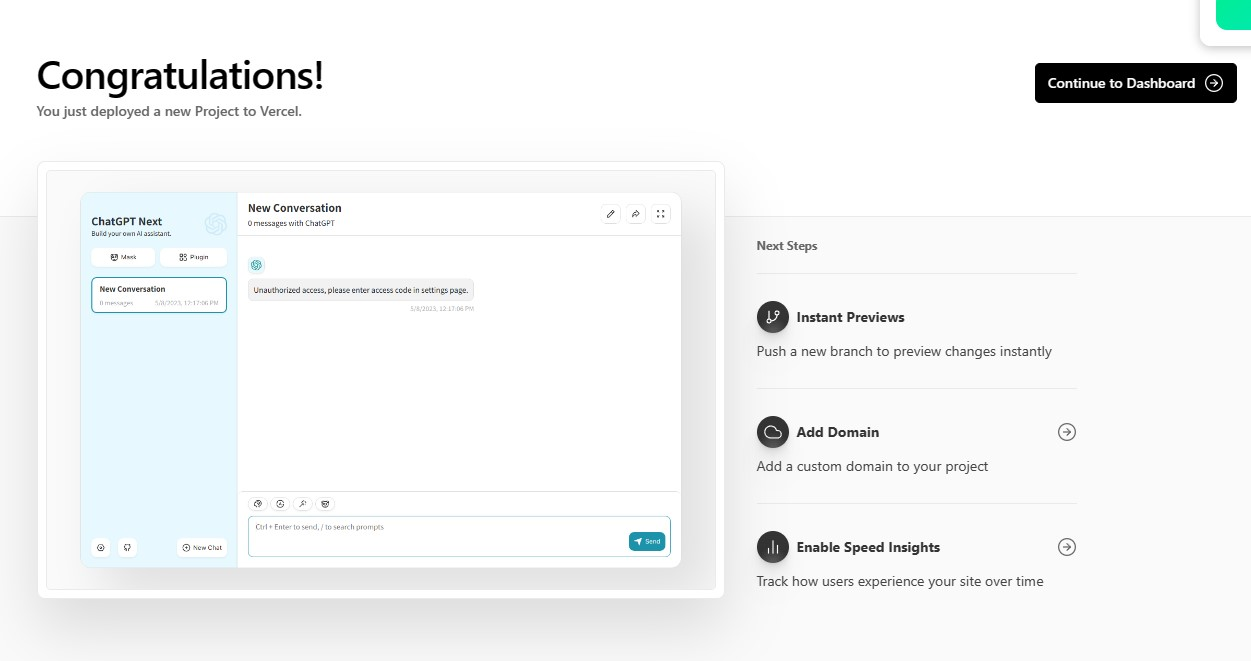 Congratulations!
You just deployed a new Project to Vercel.
Continue to Dashboard
ChatGPT Next
Build your own AI assistant.
Mask
Plugin
New Conversation
0 messages
5/8/2023, 12:17:06 PM
New Conversation
0 messages with ChatGPT
Unauthorized access, please enter access code in settings page.
5/8/2023, 12:17:06 PM
Ctrl + Enter to send, / to search prompts
Send
New Chat
Next Steps
Instant Previews
Push a new branch to preview changes instantly
Add Domain
Add a custom domain to your project
Enable Speed Insights
Track how users experience your site over time